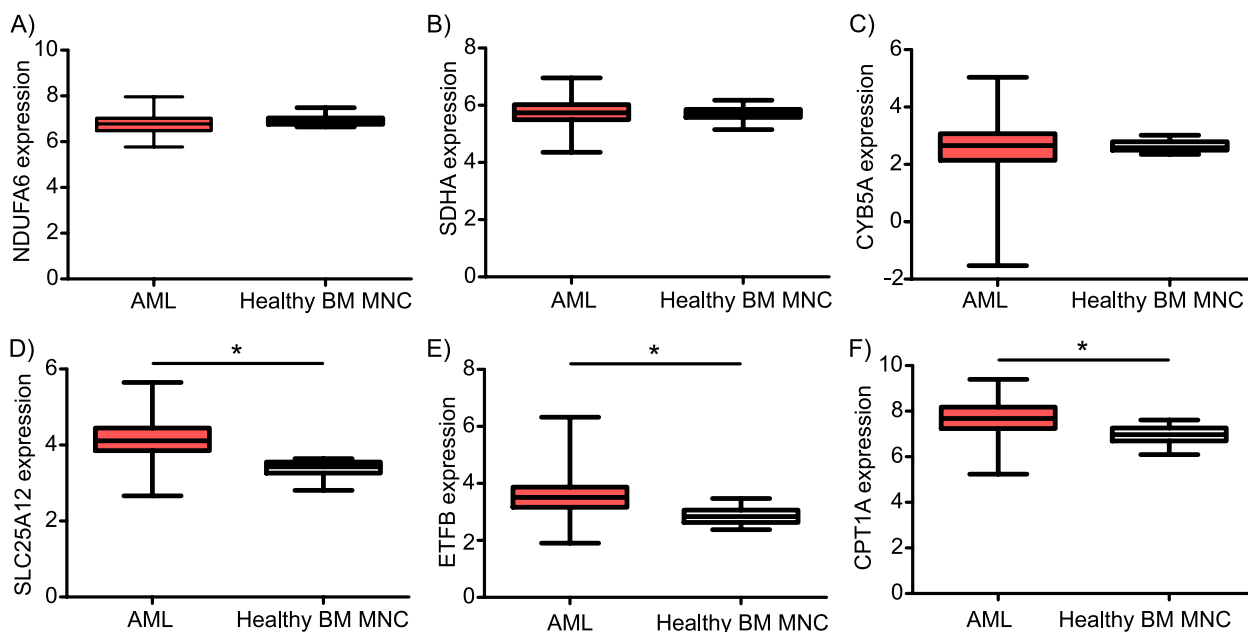 A)
NDUFA6 expression
10
8
6
4
2
0
AML
Healthy BM MNC
B)
SDHA expression
8
6
4
2
0
AML
Healthy BM MNC
C)
CYB5A expression
6
4
2
0
−2
AML
Healthy BM MNC
D)
SLC25A12 expression
6
4
2
0
*
AML
Healthy BM MNC
E)
ETFB expression
8
6
4
2
0
*
AML
Healthy BM MNC
F)
CPT1A expression
10
8
6
4
2
0
*
AML
Healthy BM MNC